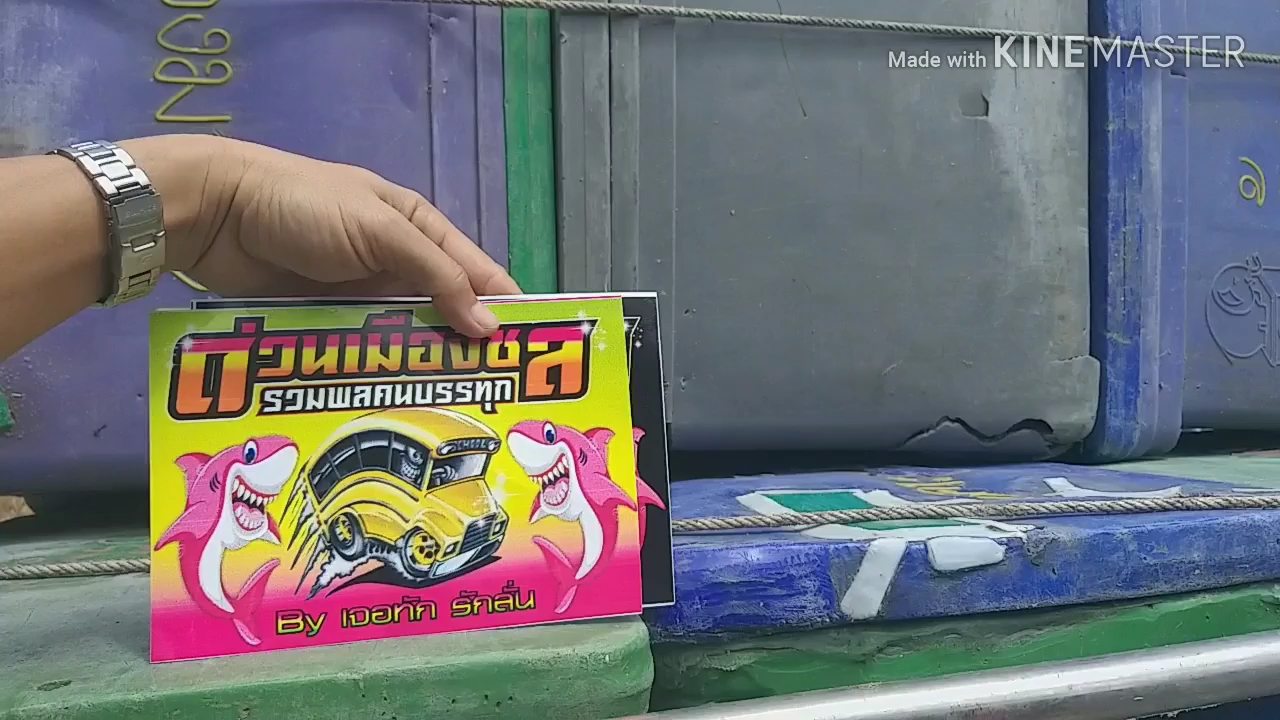 Made with KINEMASTER
ด่วนเมืองชล
รวมพลคนบรรทุก
SCHOOL
By เจอทัก รักลั่น